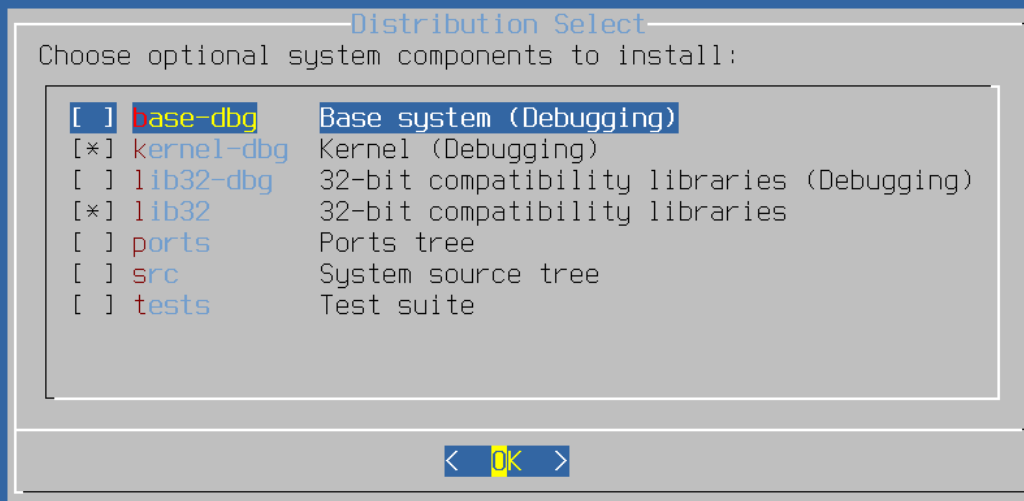 Distribution Select
Choose optional system components to install:
[ ] base-dbg Base system (Debugging)
[*] kernel-dbg Kernel (Debugging)
[ ] lib32-dbg 32-bit compatibility libraries (Debugging)
[*] lib32 32-bit compatibility libraries
[ ] ports Ports tree
[ ] src System source tree
[ ] tests Test suite
< OK >